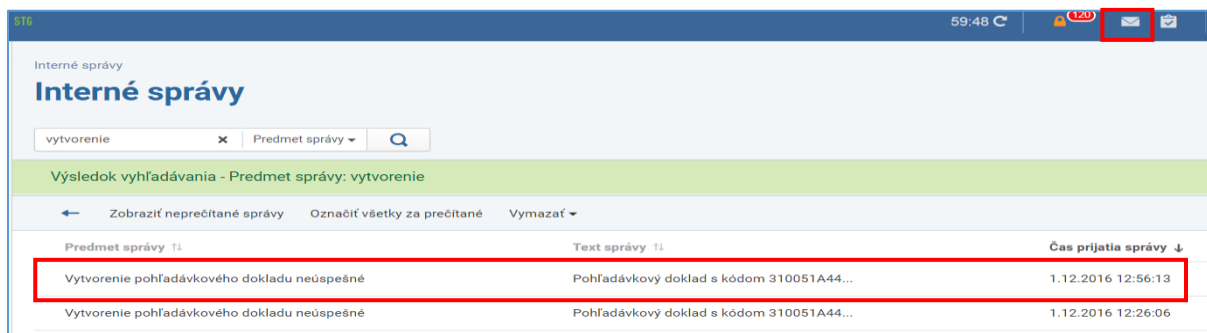 ST6 59:48 120
Interné správy
Interné správy
vytvorenie Predmet správy
Výsledok vyhľadávania - Predmet správy: vytvorenie
Zobraziť neprečítané správy Označiť všetky za prečítané Vymazať
Predmet správy Text správy Čas prijatia správy
Vytvorenie pohľadávkového dokladu neúspešné Pohľadávkový doklad s kódom 310051A44... 1.12.2016 12:56:13
Vytvorenie pohľadávkového dokladu neúspešné Pohľadávkový doklad s kódom 310051A44... 1.12.2016 12:26:06